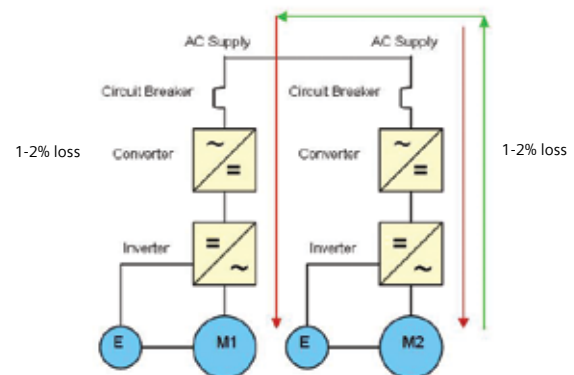 AC Supply AC Supply
Circuit Breaker Circuit Breaker
1-2% loss Converter Converter 1-2% loss
~ ~
= =
Inverter Inverter
= =
~ ~
E M1 E M2